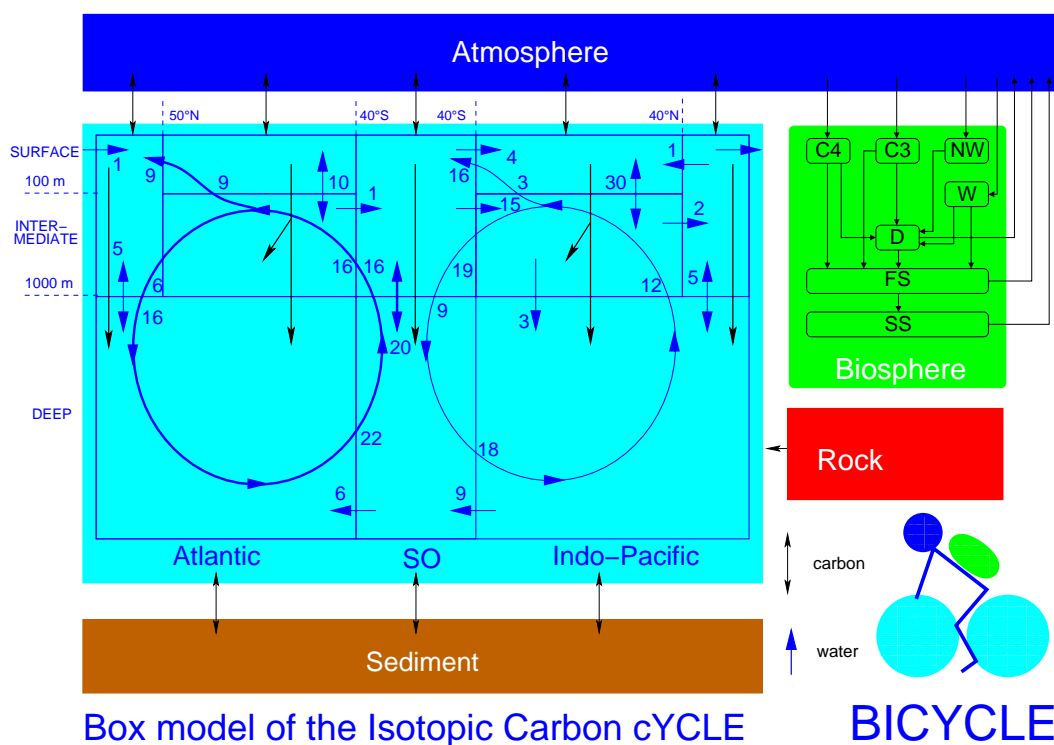 Atmosphere
50°N
40°S
40°S
40°N
SURFACE
1
9
9
10
1
4
16
3
30
1
15
2
100 m
INTER−
MEDIATE
5
6
16
16
19
12
5
1000 m
16
20
9
3
DEEP
22
18
6
9
Atlantic
SO
Indo−Pacific
C4
C3
NW
W
D
FS
SS
Biosphere
Rock
carbon
water
Sediment
Box model of the Isotopic Carbon cYCLE
BICYCLE